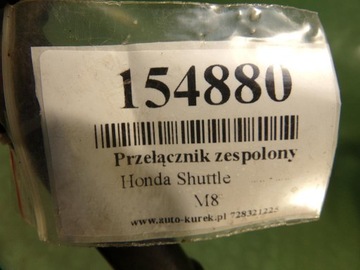 154880
Przełącznik zespolony
Honda Shuttle
M8
www.auto-kurek.pl 728321225